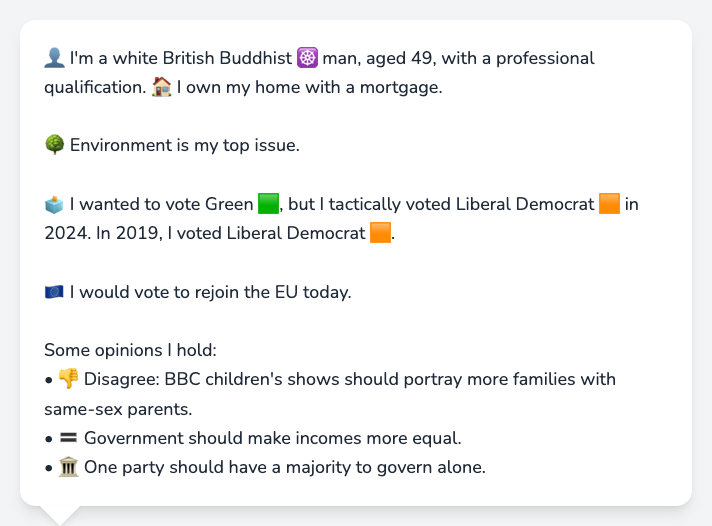 👤 I'm a white British Buddhist ☸️ man, aged 49, with a professional
qualification. 🏠 I own my home with a mortgage.
🌳 Environment is my top issue.
🗳️ I wanted to vote Green 🟩, but I tactically voted Liberal Democrat 🟧 in
2024. In 2019, I voted Liberal Democrat 🟧.
🇪🇺 I would vote to rejoin the EU today.
Some opinions I hold:
• 👎 Disagree: BBC children's shows should portray more families with
same-sex parents.
• 🟰 Government should make incomes more equal.
• 🏛️ One party should have a majority to govern alone.